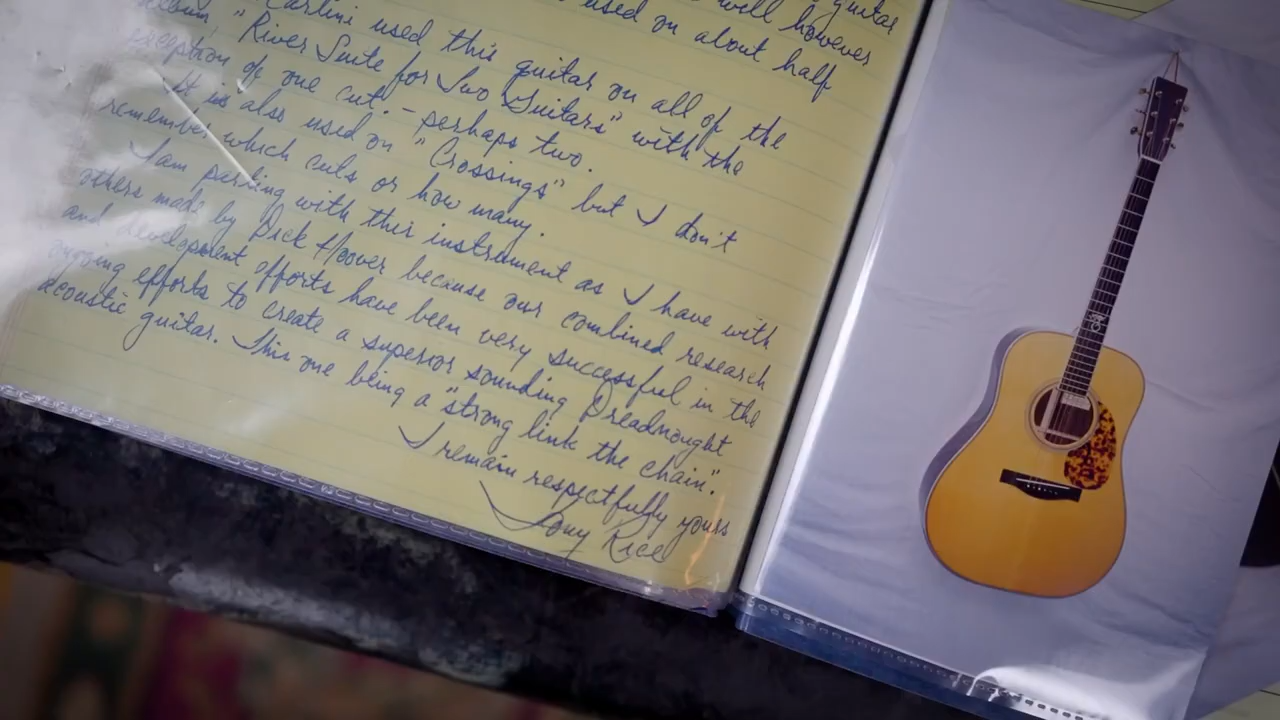 well however
used on about half
Carlini used this guitar on all of the
"River Suite for Two Guitars" with the
exception of one cut. – perhaps two.
It is also used on "Crossings" but I don't
remember which cuts or how many.
I am parting with this instrument as I have with
others made by Dick Hoover because our combined research
and development efforts have been very successful in the
ongoing efforts to create a superior sounding Dreadnought
acoustic guitar. This one being a "strong link the chain".
I remain respectfully yours
Tony Rice